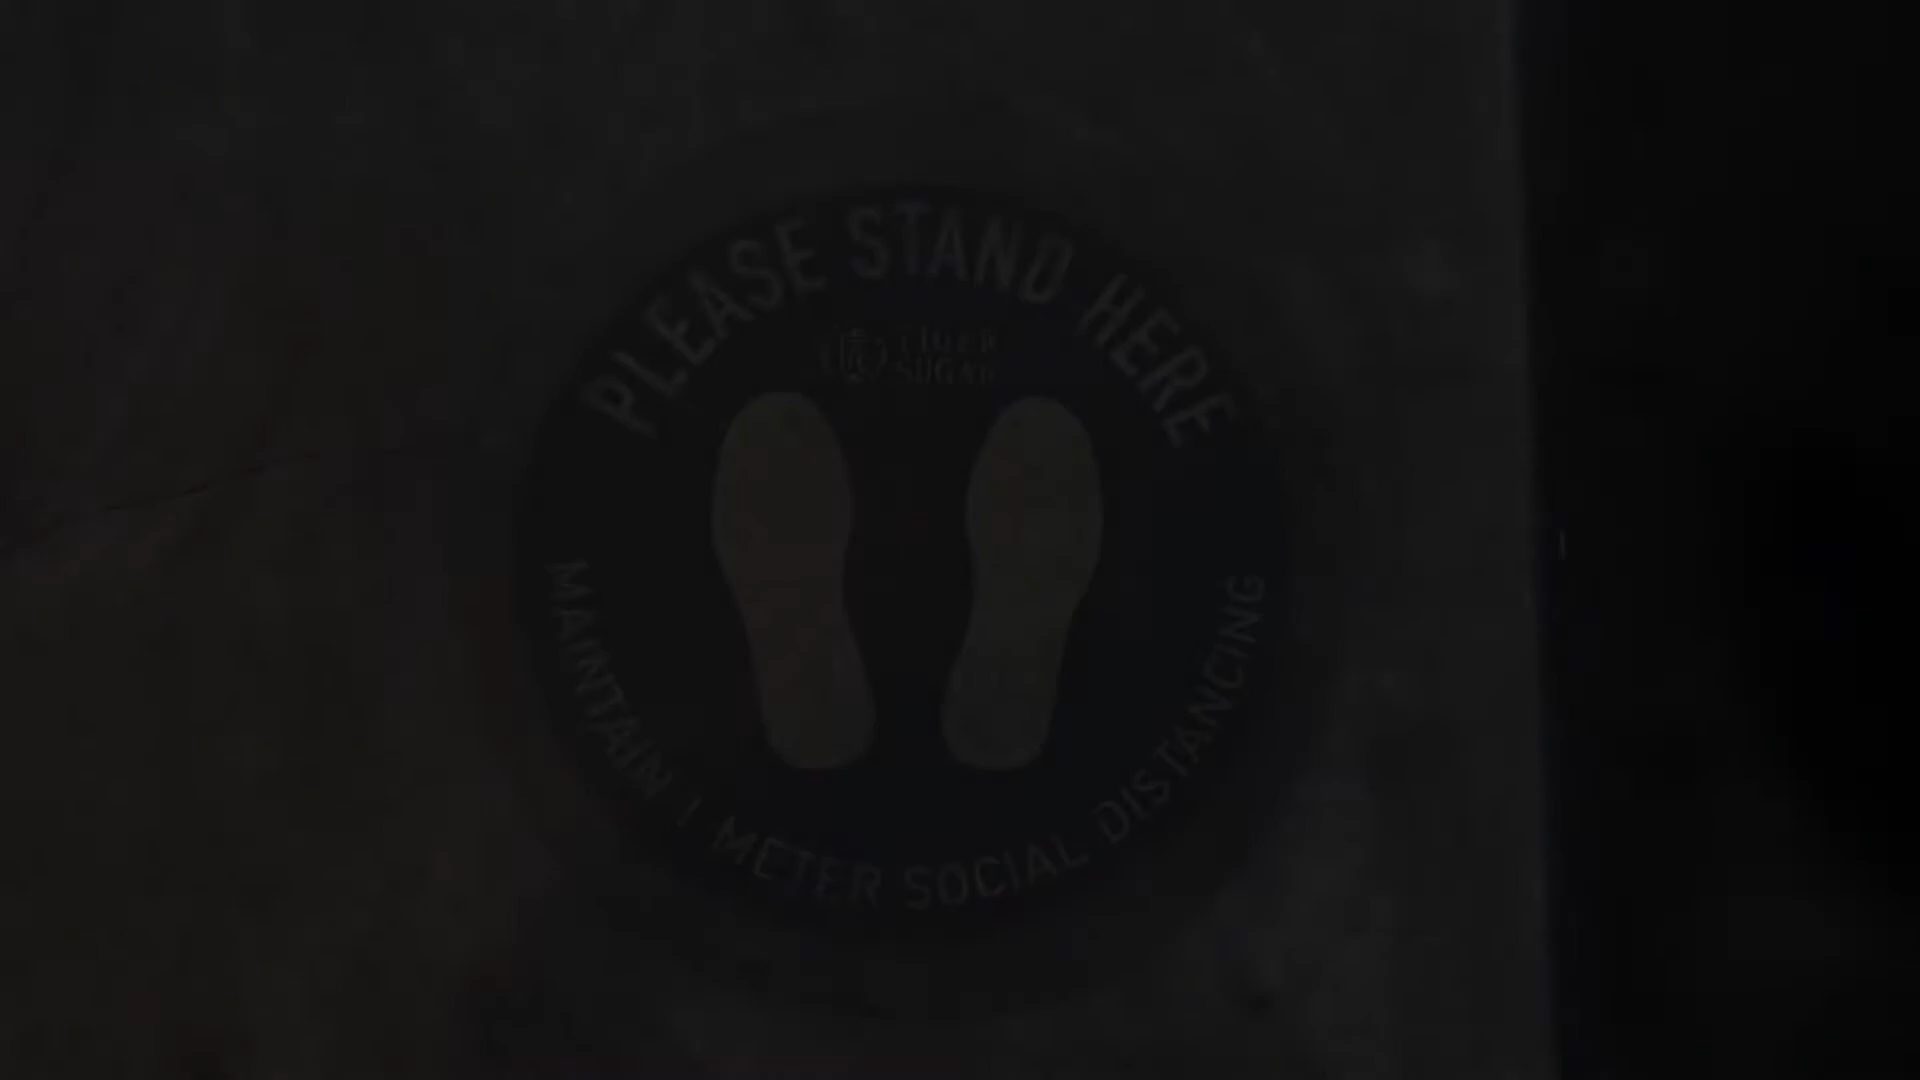 PLEASE STAND HERE
TIGER
SUGAR
MAINTAIN 1 METER SOCIAL DISTANCING